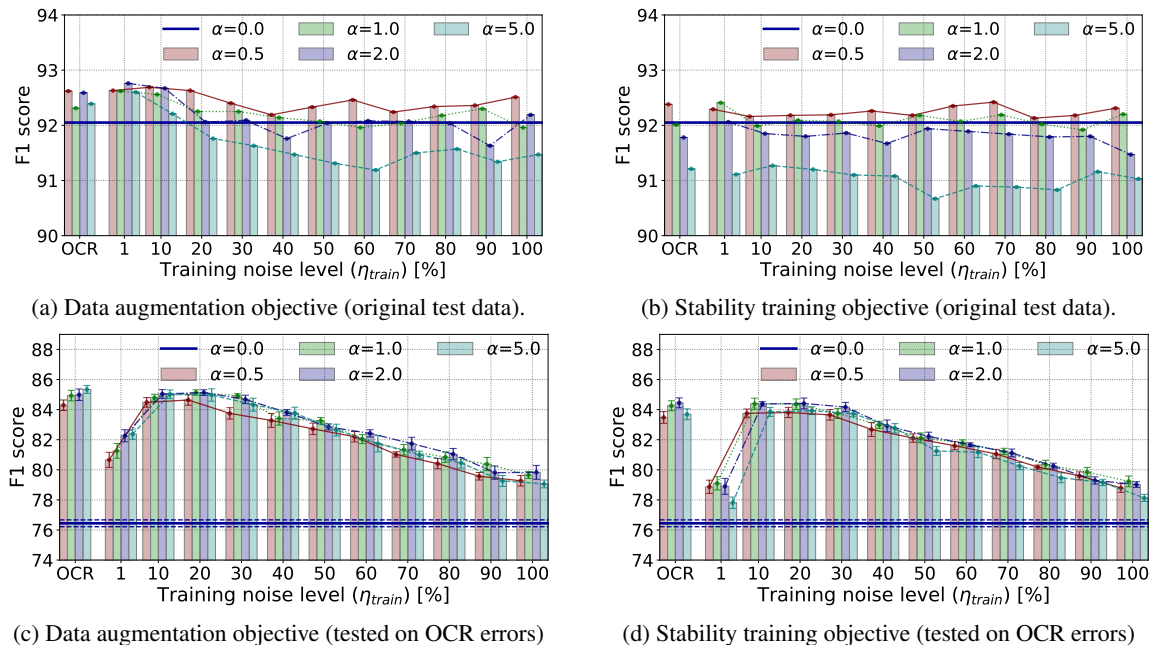 94
93
92
91
90
F1 score
α=0.0
α=0.5
α=1.0
α=2.0
α=5.0
OCR 1 10 20 30 40 50 60 70 80 90 100
Training noise level (η_train) [%]
(a) Data augmentation objective (original test data).
94
93
92
91
90
F1 score
α=0.0
α=0.5
α=1.0
α=2.0
α=5.0
OCR 1 10 20 30 40 50 60 70 80 90 100
Training noise level (η_train) [%]
(b) Stability training objective (original test data).
88
86
84
82
80
78
76
74
F1 score
α=0.0
α=0.5
α=1.0
α=2.0
α=5.0
OCR 1 10 20 30 40 50 60 70 80 90 100
Training noise level (η_train) [%]
(c) Data augmentation objective (tested on OCR errors)
88
86
84
82
80
78
76
74
F1 score
α=0.0
α=0.5
α=1.0
α=2.0
α=5.0
OCR 1 10 20 30 40 50 60 70 80 90 100
Training noise level (η_train) [%]
(d) Stability training objective (tested on OCR errors)